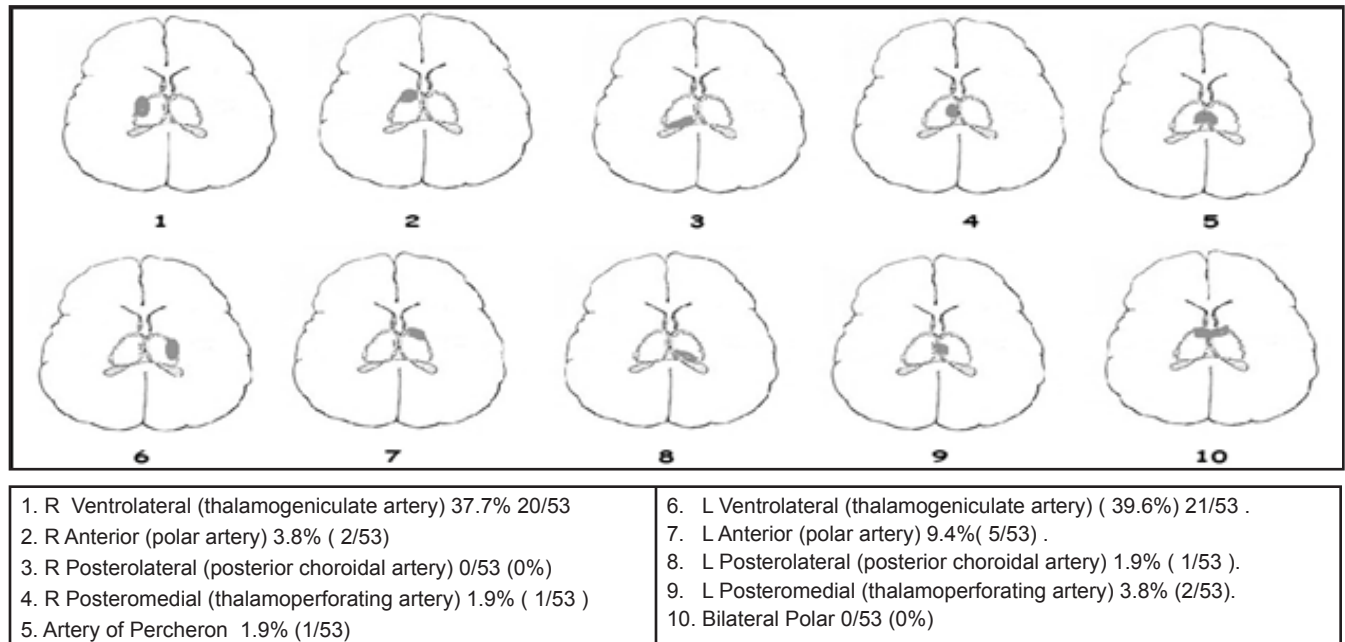 1
2
3
4
5
6
7
8
9
10
1. R Ventrolateral (thalamogeniculate artery) 37.7% 20/53
2. R Anterior (polar artery) 3.8% ( 2/53)
3. R Posterolateral (posterior choroidal artery) 0/53 (0%)
4. R Posteromedial (thalamoperforating artery) 1.9% ( 1/53 )
5. Artery of Percheron 1.9% (1/53)
6. L Ventrolateral (thalamogeniculate artery) ( 39.6%) 21/53 .
7. L Anterior (polar artery) 9.4%( 5/53) .
8. L Posterolateral (posterior choroidal artery) 1.9% ( 1/53 ).
9. L Posteromedial (thalamoperforating artery) 3.8% (2/53).
10. Bilateral Polar 0/53 (0%)